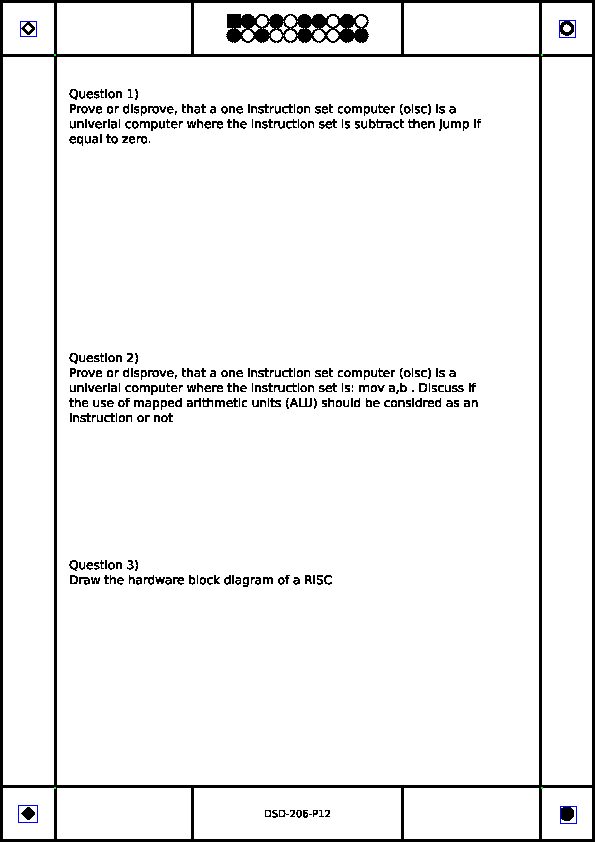 Question 1)
Prove or disprove, that a one instruction set computer (oisc) is a
univerial computer where the instruction set is subtract then jump if
equal to zero.
Question 2)
Prove or disprove, that a one instruction set computer (oisc) is a
univerial computer where the instruction set is: mov a,b . Discuss if
the use of mapped arithmetic units (ALU) should be considred as an
instruction or not
Question 3)
Draw the hardware block diagram of a RISC
DSD-206-P12